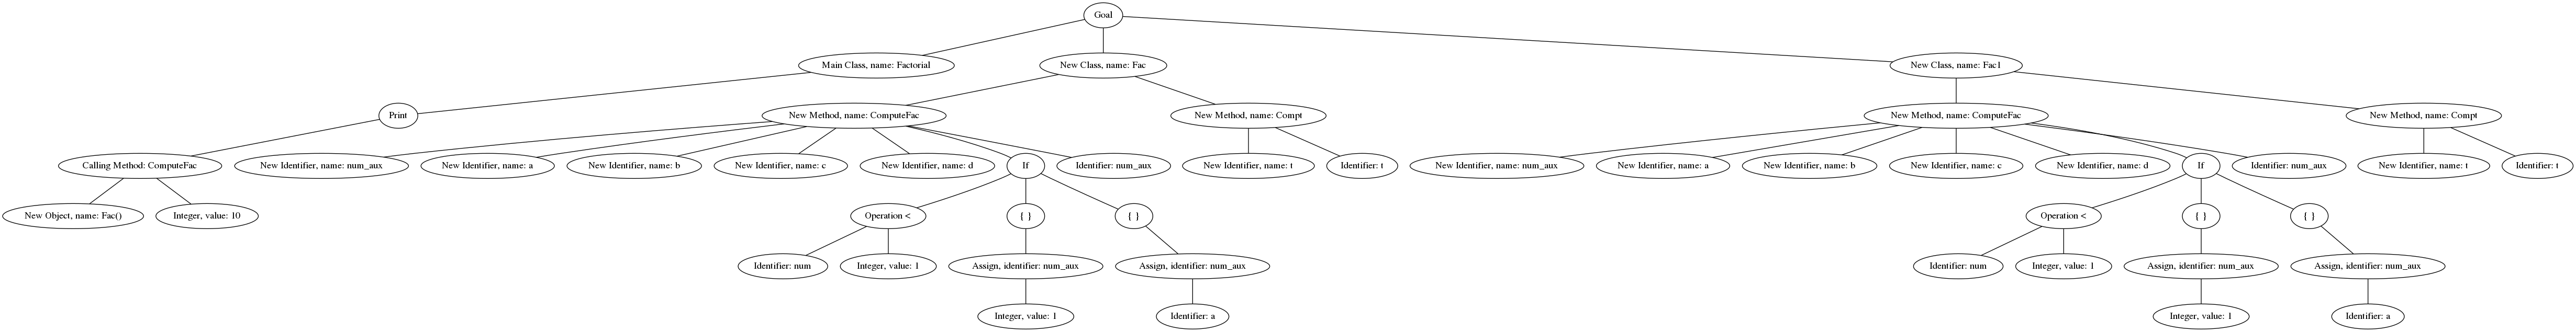 Goal
Main Class, name: Factorial
New Class, name: Fac
New Class, name: Fac1
Print
New Method, name: ComputeFac
New Method, name: Compt
New Method, name: ComputeFac
New Method, name: Compt
Calling Method: ComputeFac
New Identifier, name: num_aux
New Identifier, name: a
New Identifier, name: b
New Identifier, name: c
New Identifier, name: d
If
Identifier: num_aux
New Identifier, name: t
Identifier: t
New Identifier, name: num_aux
New Identifier, name: a
New Identifier, name: b
New Identifier, name: c
New Identifier, name: d
If
Identifier: num_aux
New Identifier, name: t
Identifier: t
New Object, name: Fac()
Integer, value: 10
Operation <
{ }
{ }
Operation <
{ }
{ }
Identifier: num
Integer, value: 1
Assign, identifier: num_aux
Assign, identifier: num_aux
Identifier: num
Integer, value: 1
Assign, identifier: num_aux
Assign, identifier: num_aux
Integer, value: 1
Identifier: a
Integer, value: 1
Identifier: a